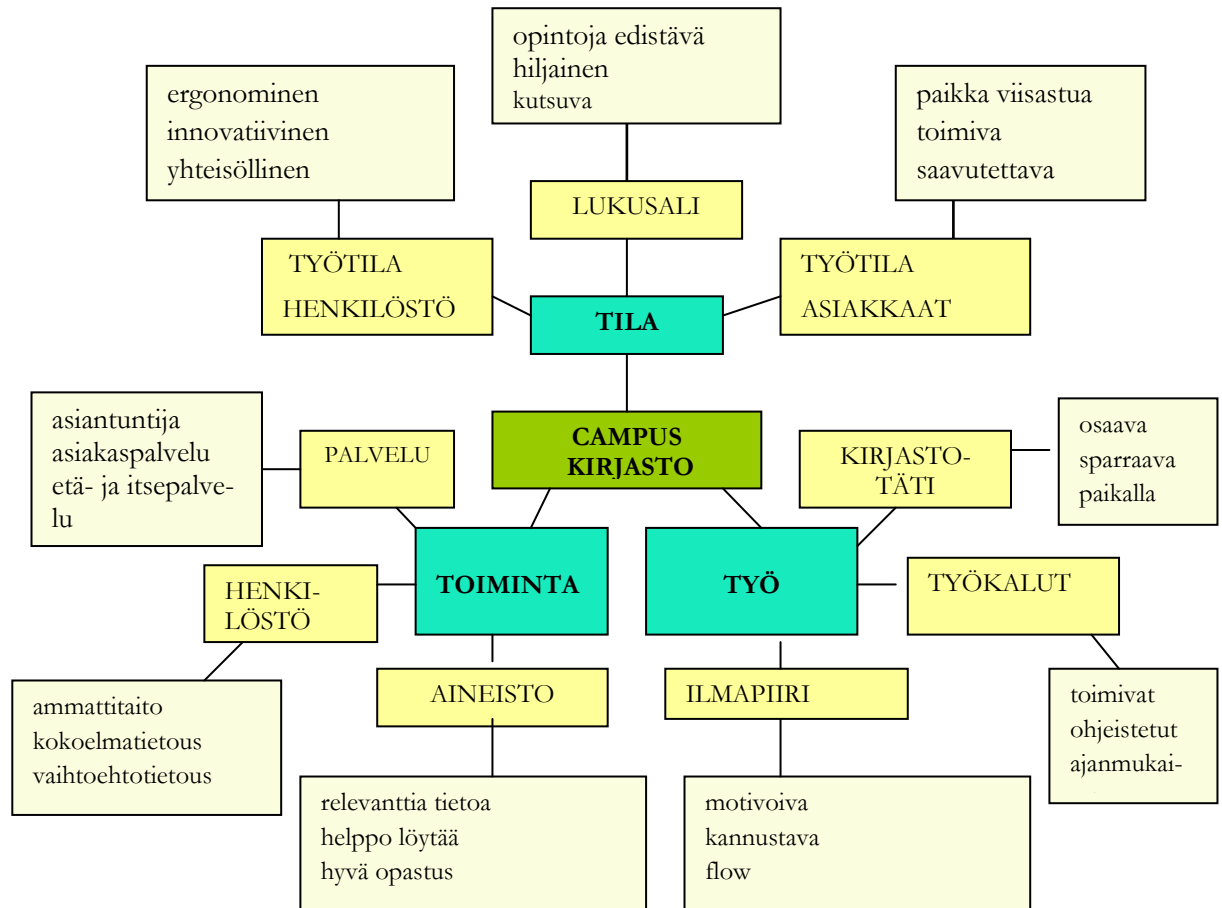 opintoja edistävä
hiljainen
kutsuva
ergonominen
innovatiivinen
yhteisöllinen
paikka viisastua
toimiva
saavutettava
LUKUSALI
TYÖTILA
HENKILÖSTÖ
TYÖTILA
ASIAKKAAT
TILA
asiantuntija
asiakaspalvelu
etä- ja itsepalve-
lu
PALVELU
CAMPUS
KIRJASTO
KIRJASTO-
TÄTI
osaava
sparraava
paikalla
HENKI-
LÖSTÖ
TOIMINTA
TYÖ
TYÖKALUT
ammattitaito
kokoelmatietous
vaihtoehtotietous
AINEISTO
ILMAPIIRI
toimivat
ohjeistetut
ajanmukai-
relevanttia tietoa
helppo löytää
hyvä opastus
motivoiva
kannustava
flow